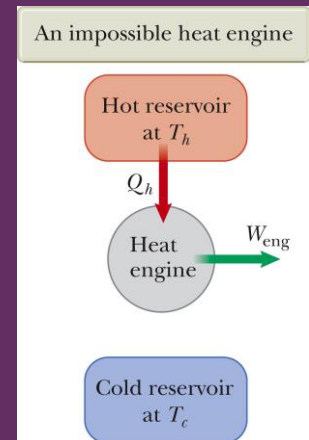 An impossible heat engine
Hot reservoir
at T_h
Q_h
Heat
engine
W_eng
Cold reservoir
at T_c